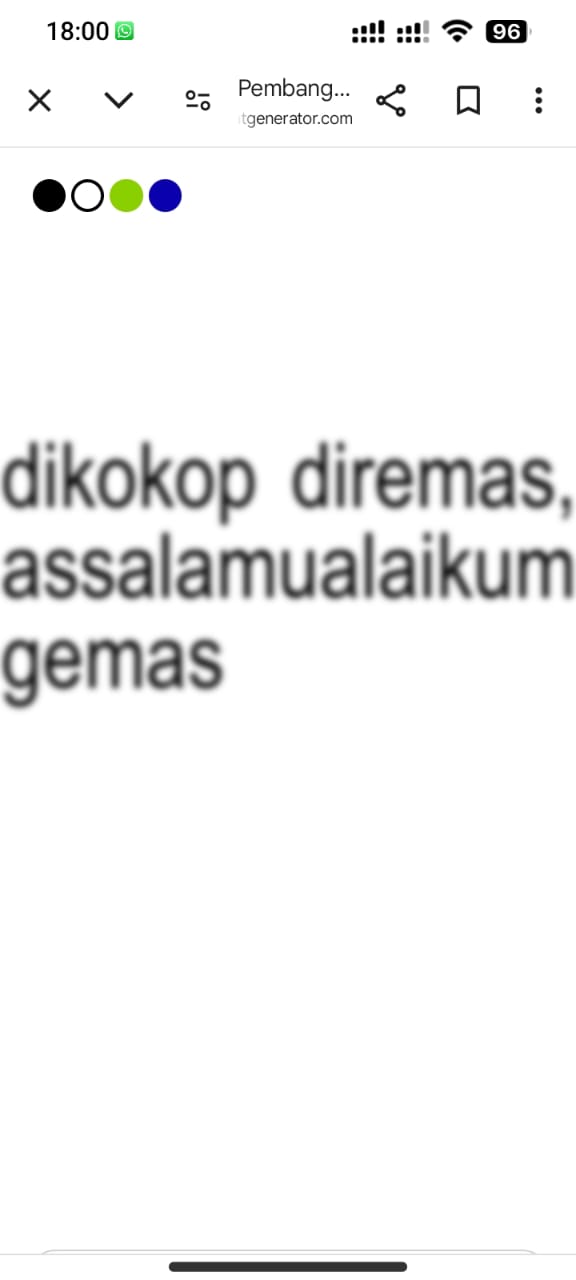 18:00
96
Pembang...
tgenerator.com
dikokop diremas,
assalamualaikum
gemas